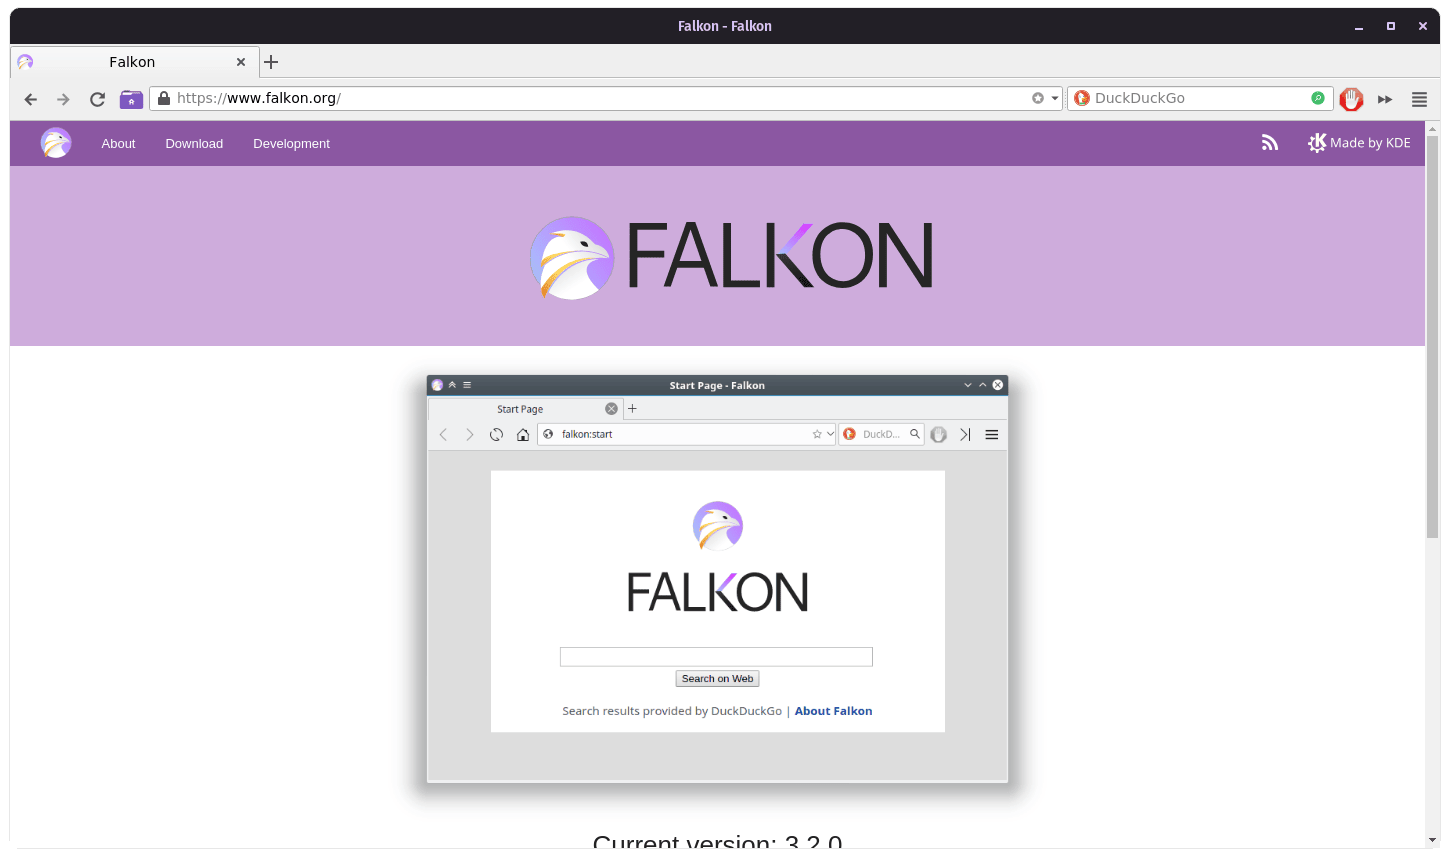 Falkon - Falkon
Falkon
https://www.falkon.org/
DuckDuckGo
About
Download
Development
Made by KDE
FALKON
Start Page - Falkon
Start Page
falkon:start
DuckD...
FALKON
Search on Web
Search results provided by DuckDuckGo | About Falkon
Current version: 3.2.0